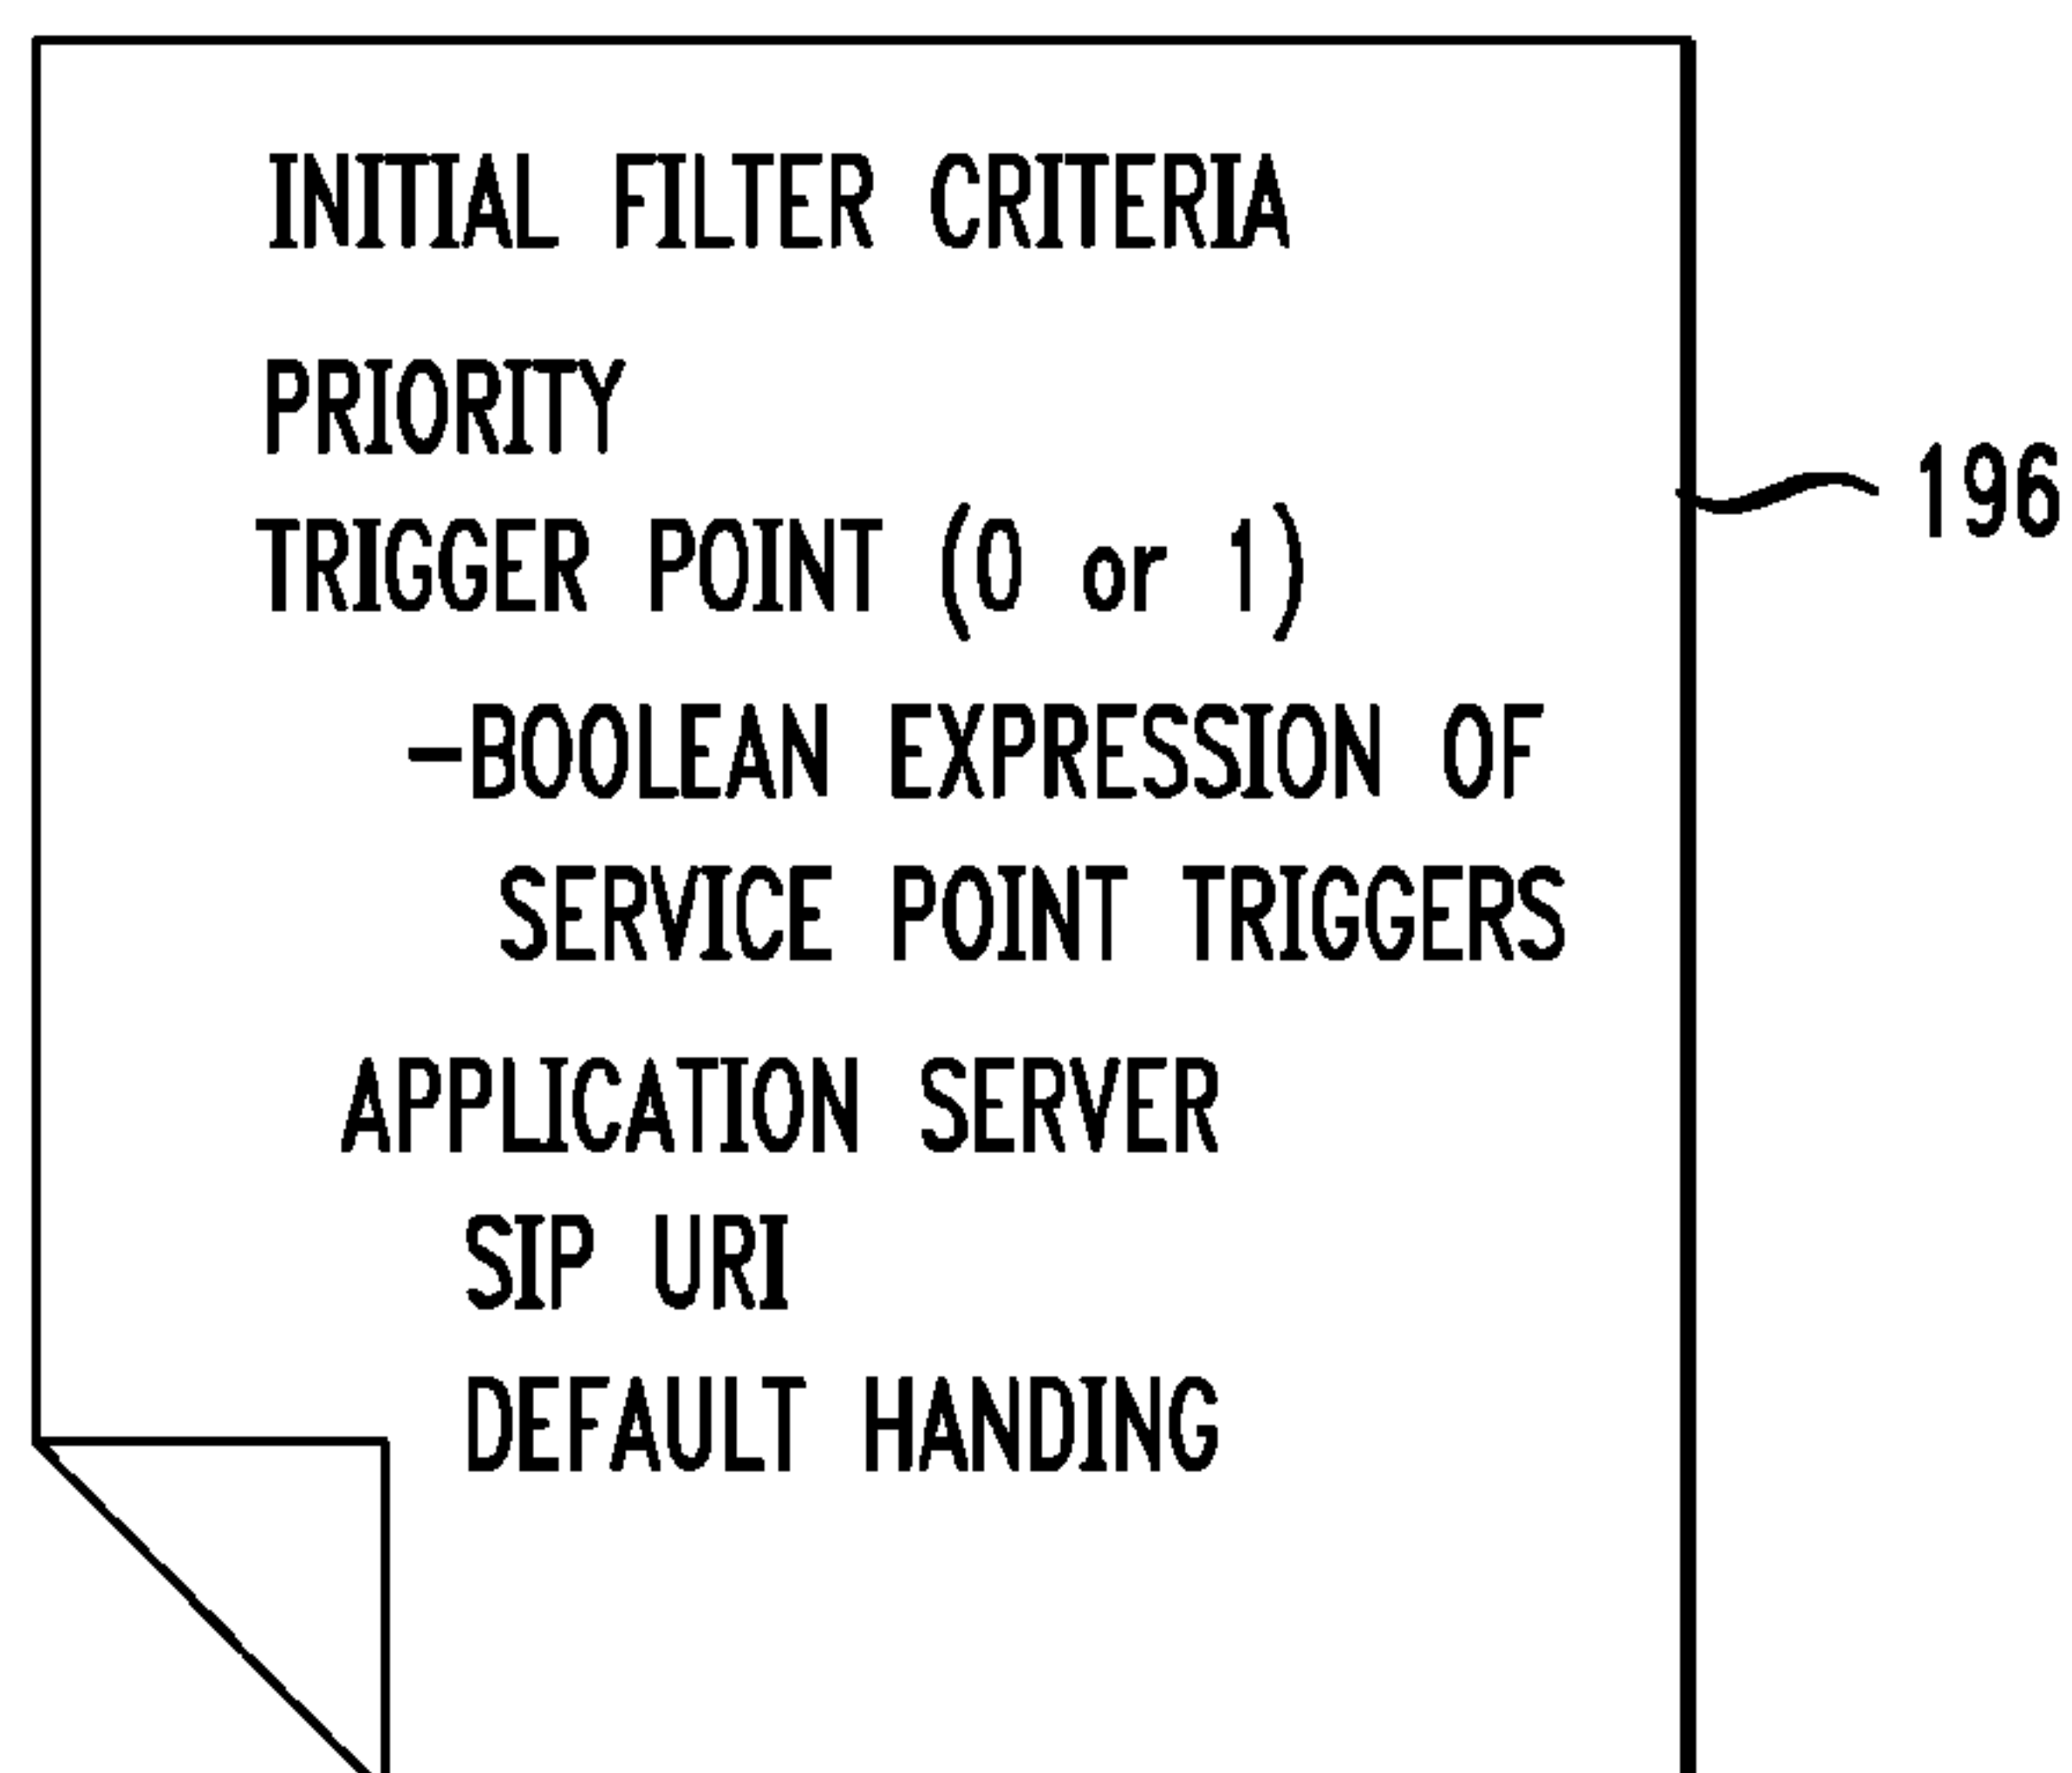 INITIAL FILTER CRITERIA
PRIORITY
196
TRIGGER POINT (0 or 1)
-BOOLEAN EXPRESSION OF
SERVICE POINT TRIGGERS
APPLICATION SERVER
SIP URI
DEFAULT HANDING